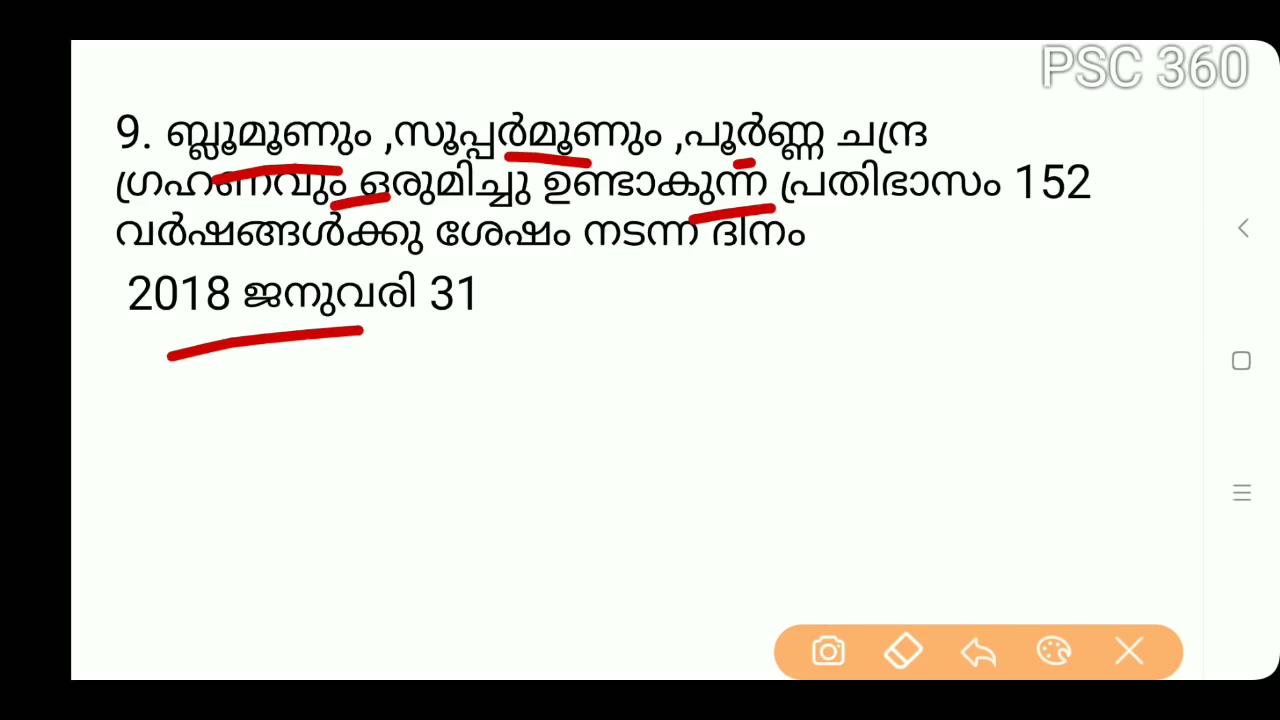 PSC 360
9. ബ്ലൂമൂണും ,സൂപ്പർമൂണും ,പൂർണ്ണ ചന്ദ്ര
ഗ്രഹണവും ഒരുമിച്ചു ഉണ്ടാകുന്ന പ്രതിഭാസം 152
വർഷങ്ങൾക്കു ശേഷം നടന്ന ദിനം
2018 ജനുവരി 31